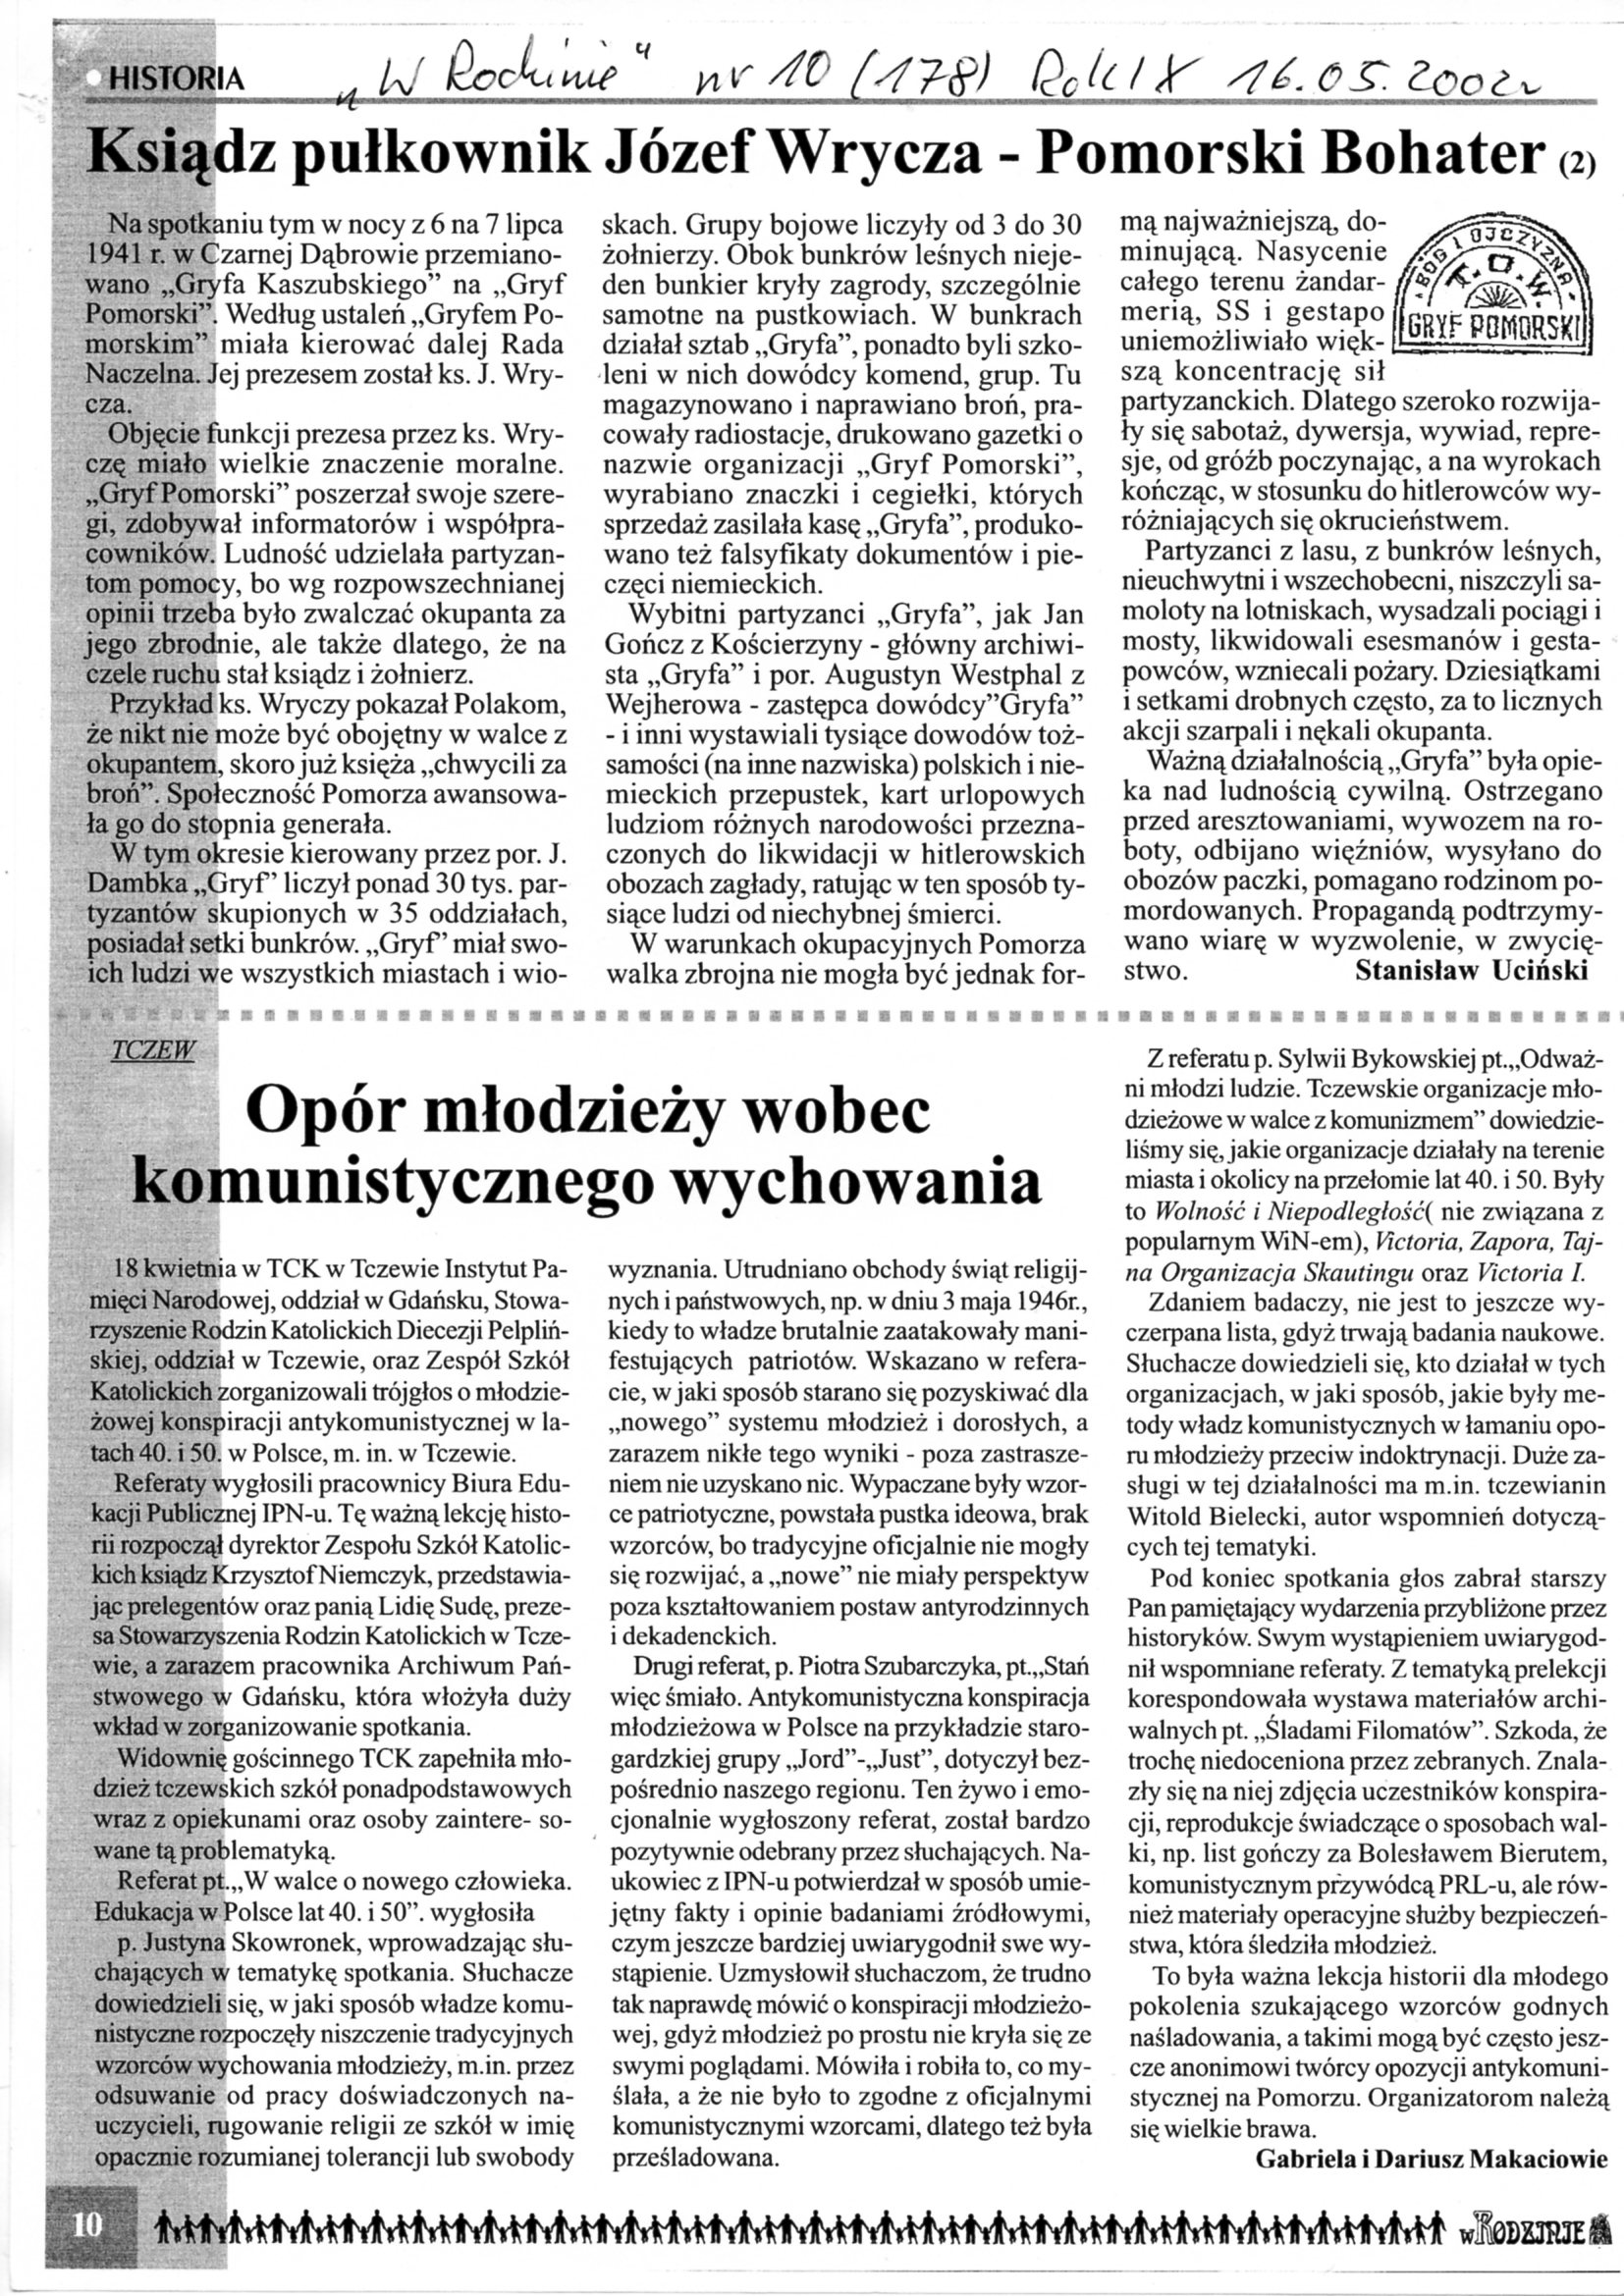 HISTORIA
„W Rodzinie" nr 10 (178) Rok IX 16.05.2002r
Ksiądz pułkownik Józef Wrycza - Pomorski Bohater (2)
Na spotkaniu tym w nocy z 6 na 7 lipca
1941 r. w Czarnej Dąbrowie przemiano-
wano „Gryfa Kaszubskiego” na „Gryf
Pomorski”. Według ustaleń „Gryfem Po-
morskim” miała kierować dalej Rada
Naczelna. Jej prezesem został ks. J. Wry-
cza.
Objęcie funkcji prezesa przez ks. Wry-
czę miało wielkie znaczenie moralne.
„Gryf Pomorski” poszerzał swoje szere-
gi, zdobywał informatorów i współpra-
cowników. Ludność udzielała partyzan-
tom pomocy, bo wg rozpowszechnianej
opinii trzeba było zwalczać okupanta za
jego zbrodnie, ale także dlatego, że na
czele ruchu stał ksiądz i żołnierz.
Przykład ks. Wryczy pokazał Polakom,
że nikt nie może być obojętny w walce z
okupantem, skoro już księża „chwycili za
broń”. Społeczność Pomorza awansowa-
ła go do stopnia generała.
W tym okresie kierowany przez por. J.
Dambka „Gryf” liczył ponad 30 tys. par-
tyzantów skupionych w 35 oddziałach,
posiadał setki bunkrów. „Gryf” miał swo-
ich ludzi we wszystkich miastach i wio-
skach. Grupy bojowe liczyły od 3 do 30
żołnierzy. Obok bunkrów leśnych nieje-
den bunkier kryły zagrody, szczególnie
samotne na pustkowiach. W bunkrach
działał sztab „Gryfa”, ponadto byli szko-
leni w nich dowódcy komend, grup. Tu
magazynowano i naprawiano broń, pra-
cowały radiostacje, drukowano gazetki o
nazwie organizacji „Gryf Pomorski”,
wyrabiano znaczki i cegiełki, których
sprzedaż zasilała kasę „Gryfa”, produko-
wano też falsyfikaty dokumentów i pie-
częci niemieckich.
Wybitni partyzanci „Gryfa”, jak Jan
Gończ z Kościerzyny - główny archiwi-
sta „Gryfa” i por. Augustyn Westphal z
Wejherowa - zastępca dowódcy”Gryfa”
- i inni wystawiali tysiące dowodów toż-
samości (na inne nazwiska) polskich i nie-
mieckich przepustek, kart urlopowych
ludziom różnych narodowości przezna-
czonych do likwidacji w hitlerowskich
obozach zagłady, ratując w ten sposób ty-
siące ludzi od niechybnej śmierci.
W warunkach okupacyjnych Pomorza
walka zbrojna nie mogła być jednak for-
mą najważniejszą, do-
minującą. Nasycenie
całego terenu żandar-
merią, SS i gestapo
uniemożliwiało więk-
szą koncentrację sił
partyzanckich. Dlatego szeroko rozwija-
ły się sabotaż, dywersja, wywiad, repre-
sje, od gróźb poczynając, a na wyrokach
kończąc, w stosunku do hitlerowców wy-
różniających się okrucieństwem.
Partyzanci z lasu, z bunkrów leśnych,
nieuchwytni i wszechobecni, niszczyli sa-
moloty na lotniskach, wysadzali pociągi i
mosty, likwidowali esesmanów i gesta-
powców, wzniecali pożary. Dziesiątkami
i setkami drobnych często, za to licznych
akcji szarpali i nękali okupanta.
Ważną działalnością „Gryfa” była opie-
ka nad ludnością cywilną. Ostrzegano
przed aresztowaniami, wywozem na ro-
boty, odbijano więźniów, wysyłano do
obozów paczki, pomagano rodzinom po-
mordowanych. Propagandą podtrzymy-
wano wiarę w wyzwolenie, w zwycię-
stwo. Stanisław Uciński
BÓG I OJCZYZNA
T.O.W.
GRYF POMORSKI
TCZEW
Opór młodzieży wobec
komunistycznego wychowania
18 kwietnia w TCK w Tczewie Instytut Pa-
mięci Narodowej, oddział w Gdańsku, Stowa-
rzyszenie Rodzin Katolickich Diecezji Pelpliń-
skiej, oddział w Tczewie, oraz Zespół Szkół
Katolickich zorganizowali trójgłos o młodzie-
żowej konspiracji antykomunistycznej w la-
tach 40. i 50. w Polsce, m. in. w Tczewie.
Referaty wygłosili pracownicy Biura Edu-
kacji Publicznej IPN-u. Tę ważną lekcję histo-
rii rozpoczął dyrektor Zespołu Szkół Katolic-
kich ksiądz Krzysztof Niemczyk, przedstawia-
jąc prelegentów oraz panią Lidię Sudę, preze-
sa Stowarzyszenia Rodzin Katolickich w Tcze-
wie, a zarazem pracownika Archiwum Pań-
stwowego w Gdańsku, która włożyła duży
wkład w zorganizowanie spotkania.
Widownię gościnnego TCK zapełniła mło-
dzież tczewskich szkół ponadpodstawowych
wraz z opiekunami oraz osoby zaintere- so-
wane tą problematyką.
Referat pt.„W walce o nowego człowieka.
Edukacja w Polsce lat 40. i 50”. wygłosiła
p. Justyna Skowronek, wprowadzając słu-
chających w tematykę spotkania. Słuchacze
dowiedzieli się, w jaki sposób władze komu-
nistyczne rozpoczęły niszczenie tradycyjnych
wzorców wychowania młodzieży, m.in. przez
odsuwanie od pracy doświadczonych na-
uczycieli, rugowanie religii ze szkół w imię
opacznie rozumianej tolerancji lub swobody
wyznania. Utrudniano obchody świąt religij-
nych i państwowych, np. w dniu 3 maja 1946r.,
kiedy to władze brutalnie zaatakowały mani-
festujących patriotów. Wskazano w refera-
cie, w jaki sposób starano się pozyskiwać dla
„nowego” systemu młodzież i dorosłych, a
zarazem nikłe tego wyniki - poza zastrasze-
niem nie uzyskano nic. Wypaczane były wzor-
ce patriotyczne, powstała pustka ideowa, brak
wzorców, bo tradycyjne oficjalnie nie mogły
się rozwijać, a „nowe” nie miały perspektyw
poza kształtowaniem postaw antyrodzinnych
i dekadenckich.
Drugi referat, p. Piotra Szubarczyka, pt.„Stań
więc śmiało. Antykomunistyczna konspiracja
młodzieżowa w Polsce na przykładzie staro-
gardzkiej grupy „Jord”-„Just”, dotyczył bez-
pośrednio naszego regionu. Ten żywo i emo-
cjonalnie wygłoszony referat, został bardzo
pozytywnie odebrany przez słuchających. Na-
ukowiec z IPN-u potwierdzał w sposób umie-
jętny fakty i opinie badaniami źródłowymi,
czym jeszcze bardziej uwiarygodnił swe wy-
stąpienie. Uzmysłowił słuchaczom, że trudno
tak naprawdę mówić o konspiracji młodzieżo-
wej, gdyż młodzież po prostu nie kryła się ze
swymi poglądami. Mówiła i robiła to, co my-
ślała, a że nie było to zgodne z oficjalnymi
komunistycznymi wzorcami, dlatego też była
prześladowana.
Z referatu p. Sylwii Bykowskiej pt.„Odważ-
ni młodzi ludzie. Tczewskie organizacje mło-
dzieżowe w walce z komunizmem” dowiedzie-
liśmy się, jakie organizacje działały na terenie
miasta i okolicy na przełomie lat 40. i 50. Były
to Wolność i Niepodległość( nie związana z
popularnym WiN-em), Victoria, Zapora, Taj-
na Organizacja Skautingu oraz Victoria I.
Zdaniem badaczy, nie jest to jeszcze wy-
czerpana lista, gdyż trwają badania naukowe.
Słuchacze dowiedzieli się, kto działał w tych
organizacjach, w jaki sposób, jakie były me-
tody władz komunistycznych w łamaniu opo-
ru młodzieży przeciw indoktrynacji. Duże za-
sługi w tej działalności ma m.in. tczewianin
Witold Bielecki, autor wspomnień dotyczą-
cych tej tematyki.
Pod koniec spotkania głos zabrał starszy
Pan pamiętający wydarzenia przybliżone przez
historyków. Swym wystąpieniem uwiarygod-
nił wspomniane referaty. Z tematyką prelekcji
korespondowała wystawa materiałów archi-
walnych pt. „Śladami Filomatów”. Szkoda, że
trochę niedoceniona przez zebranych. Znala-
zły się na niej zdjęcia uczestników konspira-
cji, reprodukcje świadczące o sposobach wal-
ki, np. list gończy za Bolesławem Bierutem,
komunistycznym przywódcą PRL-u, ale rów-
nież materiały operacyjne służby bezpieczeń-
stwa, która śledziła młodzież.
To była ważna lekcja historii dla młodego
pokolenia szukającego wzorców godnych
naśladowania, a takimi mogą być często jesz-
cze anonimowi twórcy opozycji antykomuni-
stycznej na Pomorzu. Organizatorom należą
się wielkie brawa.
Gabriela i Dariusz Makaciowie
10
wRODZINIE